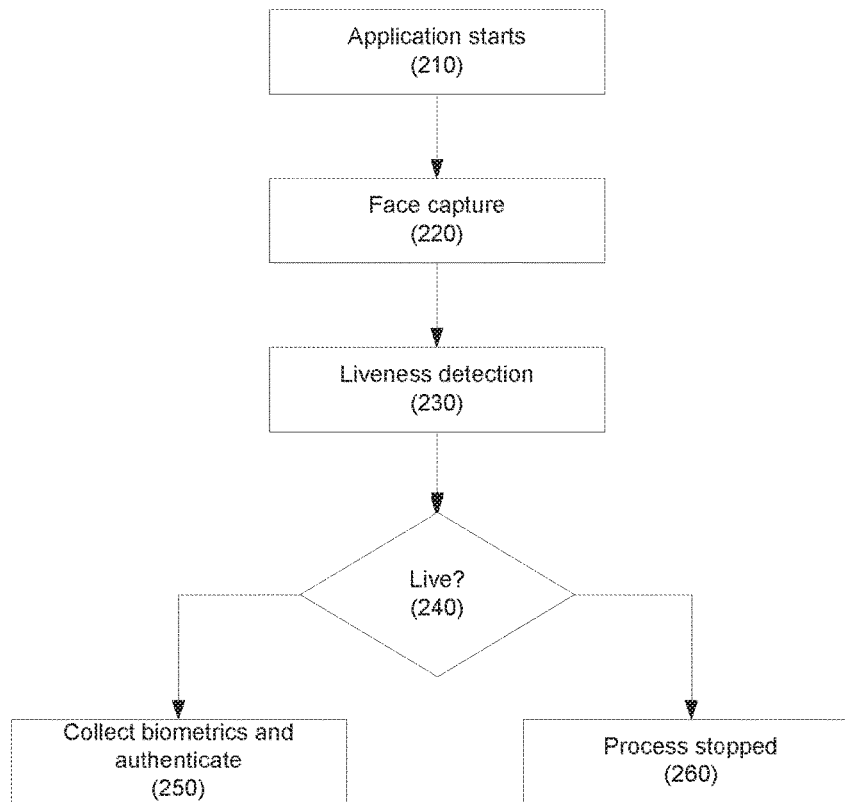 Application starts
(210)
Face capture
(220)
Liveness detection
(230)
Live?
(240)
Collect biometrics and
authenticate
(250)
Process stopped
(260)